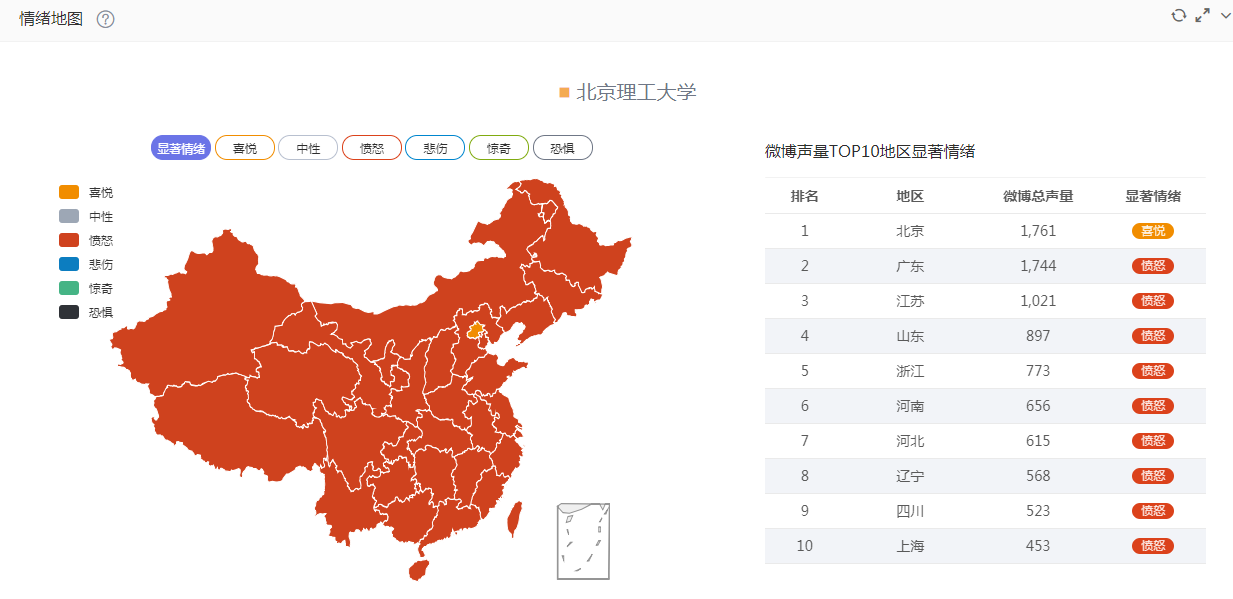 情绪地图 ?
北京理工大学
显著情绪 喜悦 中性 愤怒 悲伤 惊奇 恐惧
喜悦
中性
愤怒
悲伤
惊奇
恐惧
微博声量TOP10地区显著情绪
排名 地区 微博总声量 显著情绪
1 北京 1,761 喜悦
2 广东 1,744 愤怒
3 江苏 1,021 愤怒
4 山东 897 愤怒
5 浙江 773 愤怒
6 河南 656 愤怒
7 河北 615 愤怒
8 辽宁 568 愤怒
9 四川 523 愤怒
10 上海 453 愤怒